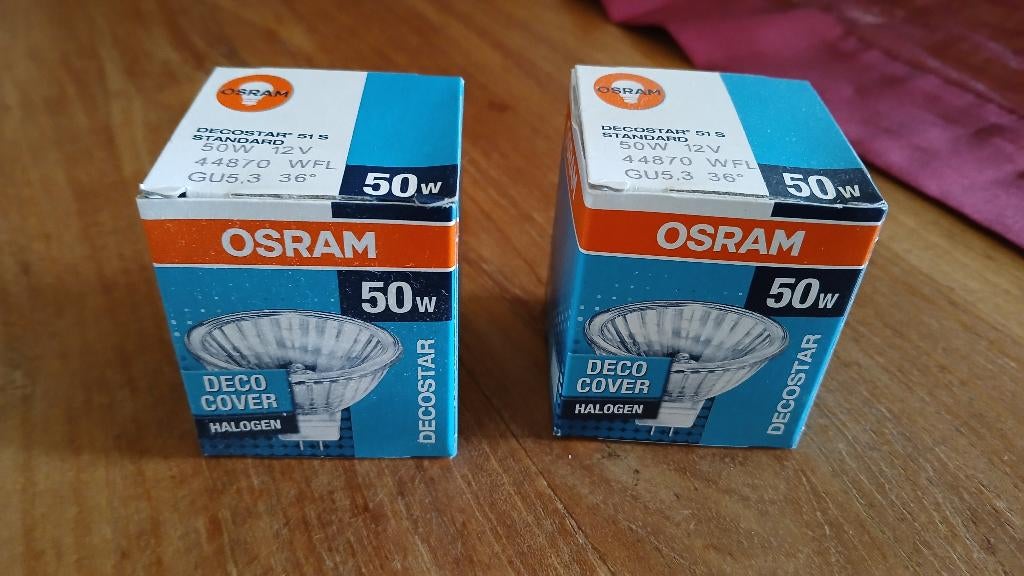 OSRAM
DECOSTAR® 51 S
STANDARD
50W 12V
44870 WFL
GU5,3 36°
50W
OSRAM
50W
DECO
COVER
HALOGEN
DECOSTAR
OSRAM
DECOSTAR® 51 S
STANDARD
50W 12V
44870 WFL
GU5,3 36°
50W
OSRAM
50W
DECO
COVER
HALOGEN
DECOSTAR